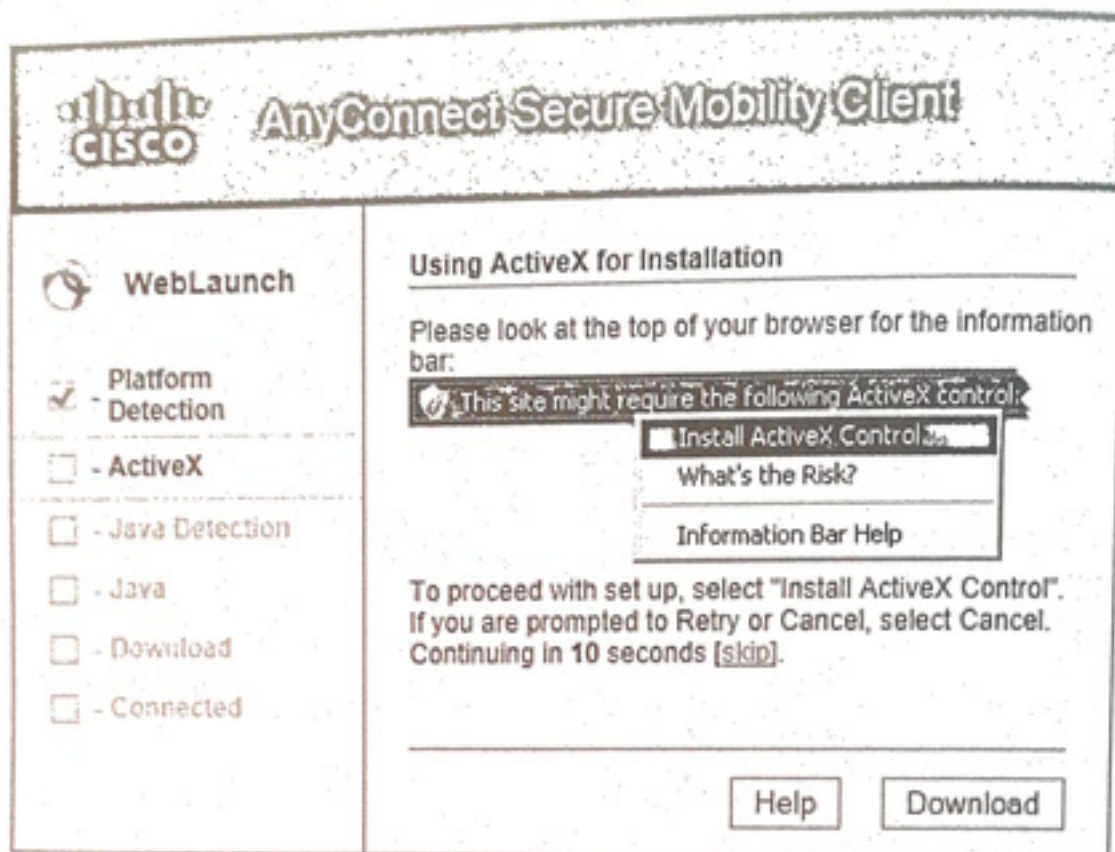 CISCO
AnyConnect Secure Mobility Client
WebLaunch
Platform
Detection
- ActiveX
- Java Detection
- Java
- Download
- Connected
Using ActiveX for Installation
Please look at the top of your browser for the information
bar:
This site might require the following ActiveX control:
Install ActiveX Control...
What's the Risk?
Information Bar Help
To proceed with set up, select "Install ActiveX Control".
If you are prompted to Retry or Cancel, select Cancel.
Continuing in 10 seconds [skip].
Help
Download